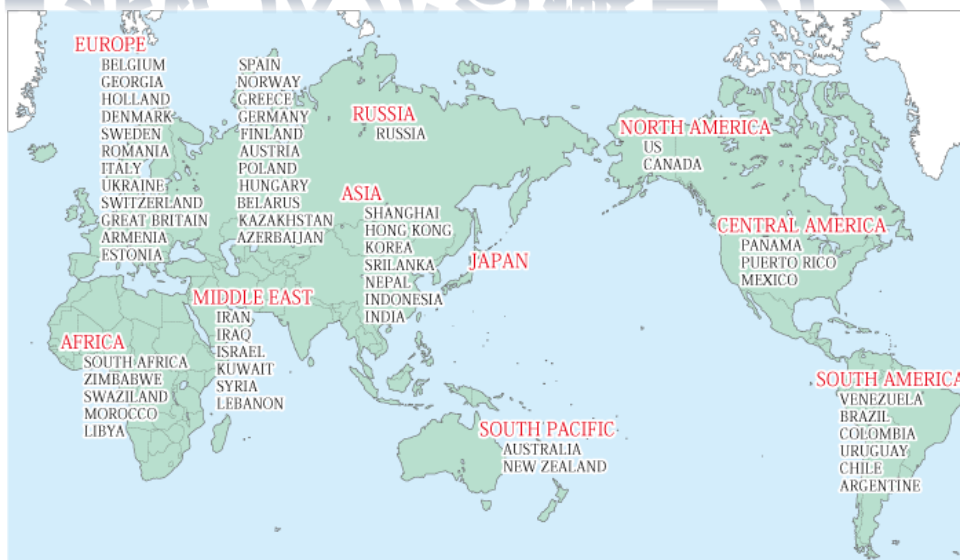 EUROPE
BELGIUM
GEORGIA
HOLLAND
DENMARK
SWEDEN
ROMANIA
ITALY
UKRAINE
SWITZERLAND
GREAT BRITAIN
ARMENIA
ESTONIA
SPAIN
NORWAY
GREECE
GERMANY
FINLAND
AUSTRIA
POLAND
HUNGARY
BELARUS
KAZAKHSTAN
AZERBAIJAN
RUSSIA
RUSSIA
ASIA
SHANGHAI
HONG KONG
KOREA
SRILANKA
NEPAL
INDONESIA
INDIA
JAPAN
MIDDLE EAST
IRAN
IRAQ
ISRAEL
KUWAIT
SYRIA
LEBANON
AFRICA
SOUTH AFRICA
ZIMBABWE
SWAZILAND
MOROCCO
LIBYA
SOUTH PACIFIC
AUSTRALIA
NEW ZEALAND
NORTH AMERICA
US
CANADA
CENTRAL AMERICA
PANAMA
PUERTO RICO
MEXICO
SOUTH AMERICA
VENEZUELA
BRAZIL
COLOMBIA
URUGUAY
CHILE
ARGENTINE